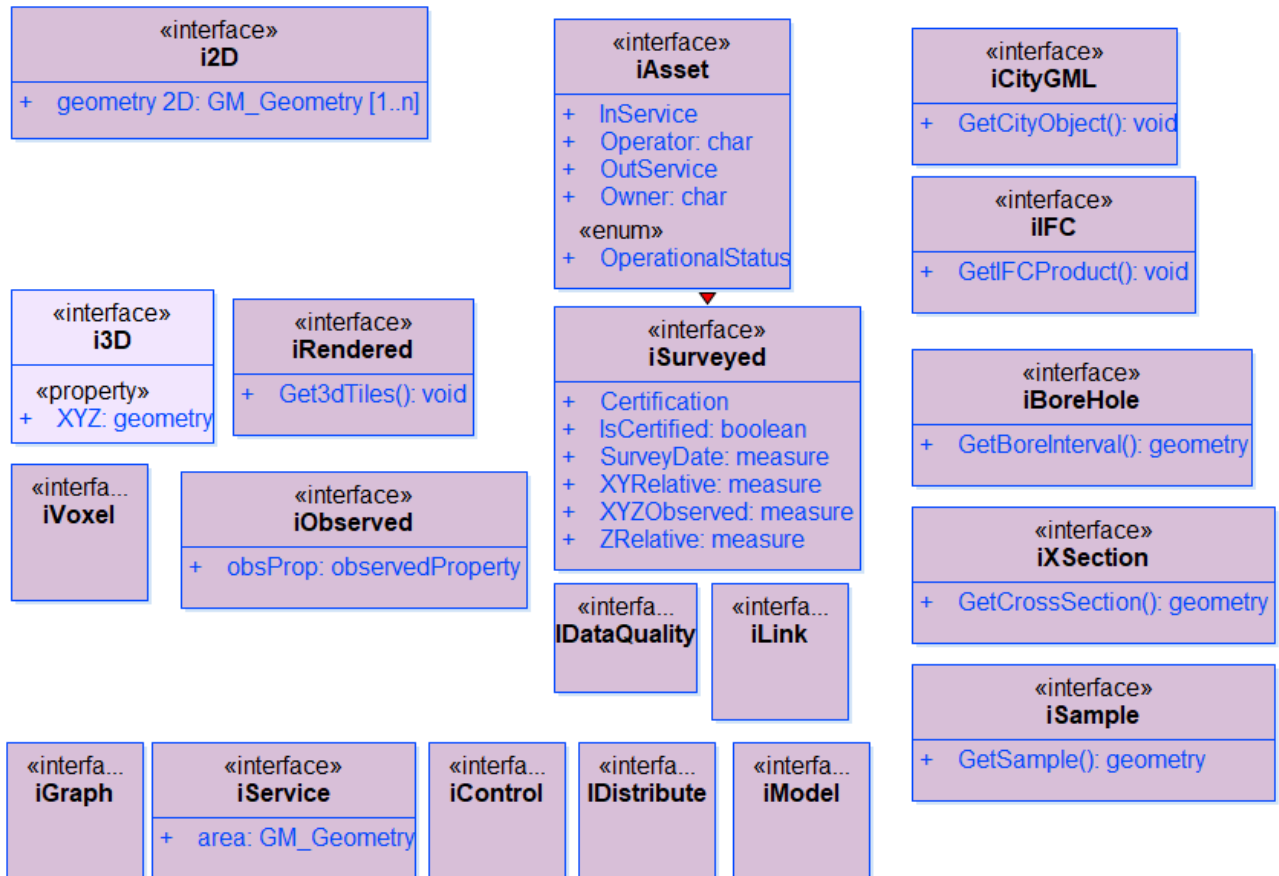 «interface»
i2D
+ geometry 2D: GM_Geometry [1..n]
«interface»
iAsset
+ InService
+ Operator: char
+ OutService
+ Owner: char
«enum»
+ OperationalStatus
«interface»
iCityGML
+ GetCityObject(): void
«interface»
iIFC
+ GetIFCProduct(): void
«interface»
i3D
«property»
+ XYZ: geometry
«interface»
iRendered
+ Get3dTiles(): void
«interface»
iSurveyed
+ Certification
+ IsCertified: boolean
+ SurveyDate: measure
+ XYRelative: measure
+ XYZObserved: measure
+ ZRelative: measure
«interface»
iBoreHole
+ GetBoreInterval(): geometry
«interfa...
iVoxel
«interface»
iObserved
+ obsProp: observedProperty
«interface»
iXSection
+ GetCrossSection(): geometry
«interfa...
IDataQuality
«interfa...
iLink
«interface»
iSample
+ GetSample(): geometry
«interfa...
iGraph
«interface»
iService
+ area: GM_Geometry
«interfa...
iControl
«interfa...
IDistribute
«interfa...
iModel